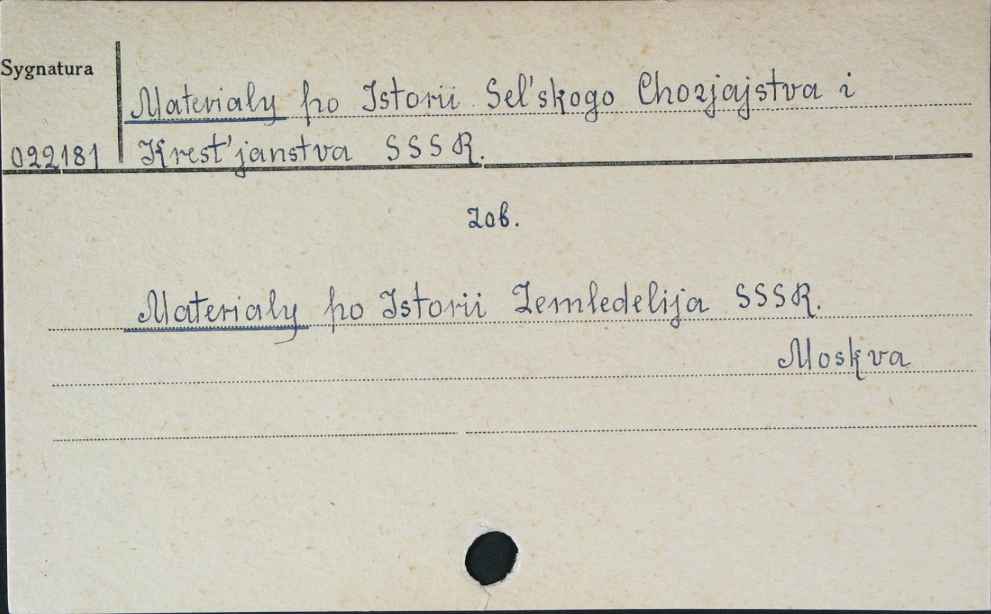 Sygnatura
Materialy po Istorii Sel'skogo Chozjajstva i
022181 Krest'janstva SSSR.
zob.
Materialy po Istorii Zemledelija SSSR.
Moskva